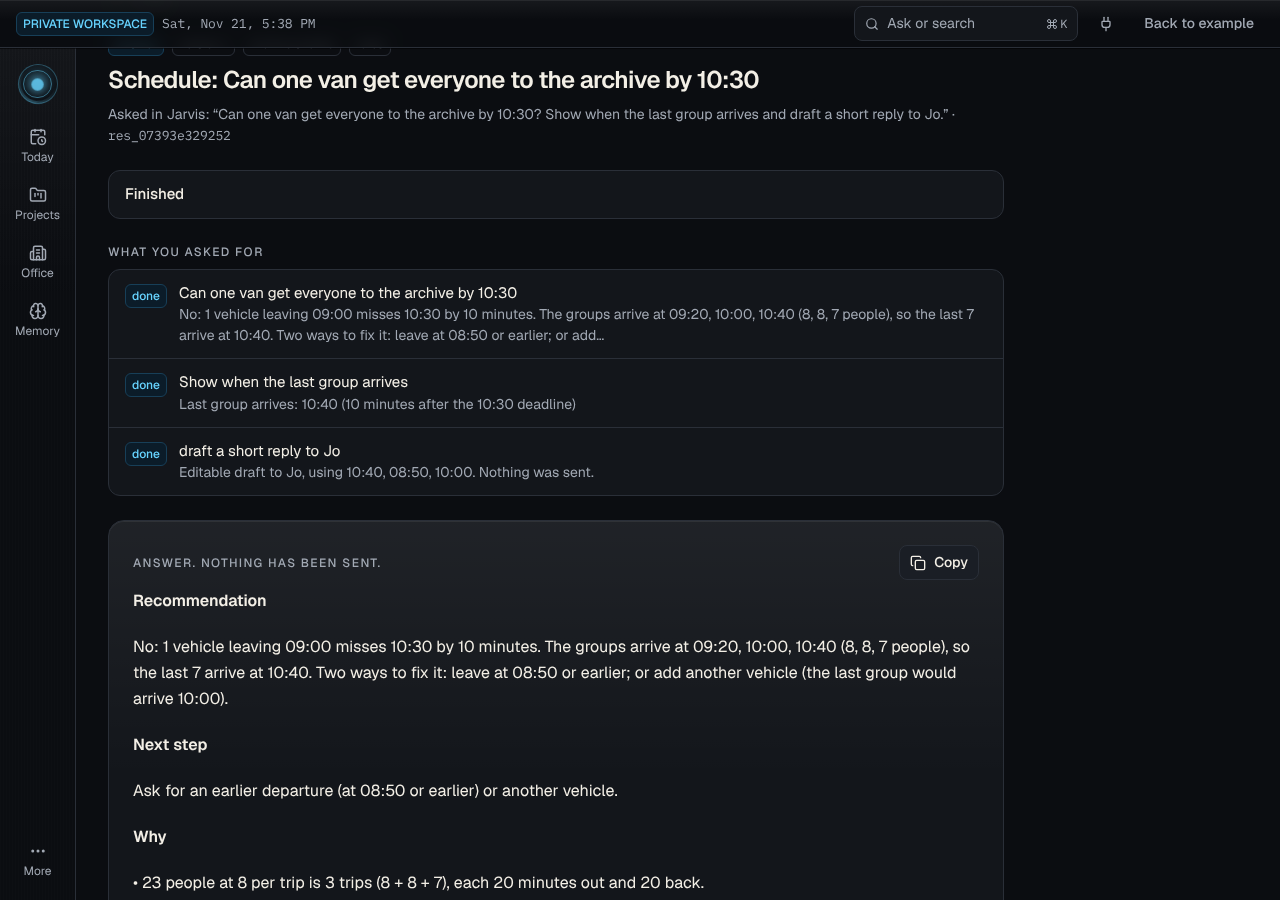 PRIVATE WORKSPACE Sat, Nov 21, 5:38 PM
Ask or search ⌘K
Back to example
Today
Projects
Office
Memory
More
Schedule: Can one van get everyone to the archive by 10:30
Asked in Jarvis: “Can one van get everyone to the archive by 10:30? Show when the last group arrives and draft a short reply to Jo.” ·
res_07393e329252
Finished
WHAT YOU ASKED FOR
done Can one van get everyone to the archive by 10:30
No: 1 vehicle leaving 09:00 misses 10:30 by 10 minutes. The groups arrive at 09:20, 10:00, 10:40 (8, 8, 7 people), so the last 7
arrive at 10:40. Two ways to fix it: leave at 08:50 or earlier; or add…
done Show when the last group arrives
Last group arrives: 10:40 (10 minutes after the 10:30 deadline)
done draft a short reply to Jo
Editable draft to Jo, using 10:40, 08:50, 10:00. Nothing was sent.
ANSWER. NOTHING HAS BEEN SENT.
Copy
Recommendation
No: 1 vehicle leaving 09:00 misses 10:30 by 10 minutes. The groups arrive at 09:20, 10:00, 10:40 (8, 8, 7 people), so
the last 7 arrive at 10:40. Two ways to fix it: leave at 08:50 or earlier; or add another vehicle (the last group would
arrive 10:00).
Next step
Ask for an earlier departure (at 08:50 or earlier) or another vehicle.
Why
• 23 people at 8 per trip is 3 trips (8 + 8 + 7), each 20 minutes out and 20 back.